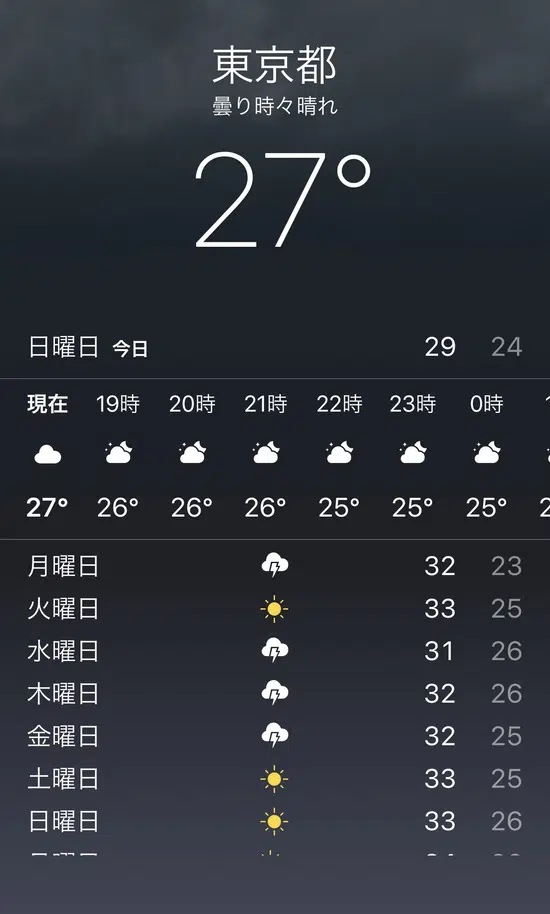 東京都
曇り時々晴れ
27°
日曜日 今日 29 24
現在 19時 20時 21時 22時 23時 0時
27° 26° 26° 26° 25° 25° 25°
月曜日 32 23
火曜日 33 25
水曜日 31 26
木曜日 32 26
金曜日 32 25
土曜日 33 25
日曜日 33 26